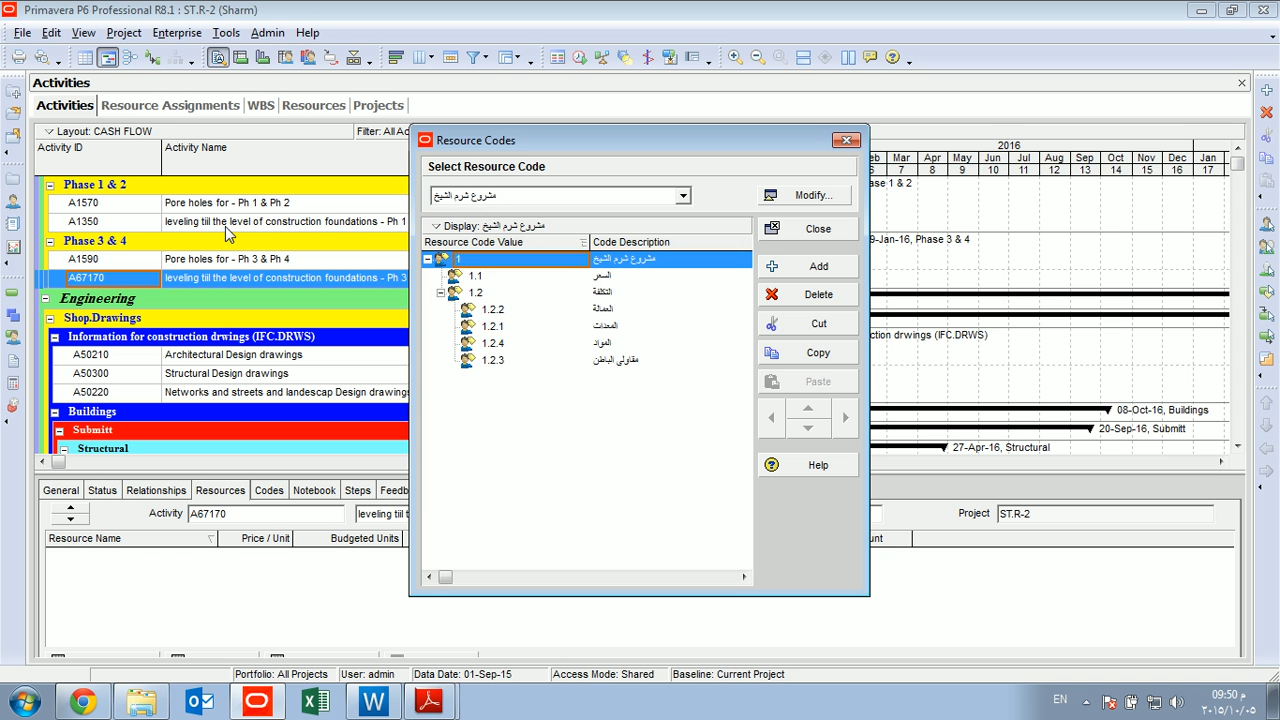 Primavera P6 Professional R8.1 : ST.R-2 (Sharm)
File Edit View Project Enterprise Tools Admin Help
Activities
Activities Resource Assignments WBS Resources Projects
Layout: CASH FLOW
Filter: All Ac
Activity ID Activity Name
2016
eb Mar Apr May Jun Jul Aug Sep Oct Nov Dec Jan
6 7 8 9 10 11 12 13 14 15 16 17
Phase 1 & 2
ase 1 & 2
A1570 Pore holes for - Ph 1 & Ph 2
A1350 leveling till the level of construction foundations - Ph 1
Phase 3 & 4
9-Jan-16, Phase 3 & 4
A1590 Pore holes for - Ph 3 & Ph 4
A67170 leveling till the level of construction foundations - Ph 3
Engineering
Shop.Drawings
Information for construction drwings (IFC.DRWS)
tion drwings (IFC.DRWS)
A50210 Architectural Design drawings
A50300 Structural Design drawings
A50220 Networks and streets and landescap Design drawings
Buildings
08-Oct-16, Buildings
Submitt
20-Sep-16, Submitt
Structural
27-Apr-16, Structural
Resource Codes
Select Resource Code
مشروع شرم الشيخ
Modify...
Display: مشروع شرم الشيخ
Close
Resource Code Value Code Description
1 مشروع شرم الشيخ
Add
1.1 السعر
1.2 التكلفة
Delete
1.2.2 العمالة
1.2.1 المعدات
Cut
1.2.4 المواد
Copy
1.2.3 مقاولى الباطن
Paste
Help
General Status Relationships Resources Codes Notebook Steps Feedb
Activity A67170 leveling till t
Project ST.R-2
Resource Name Price / Unit Budgeted Units
unt
Portfolio: All Projects User: admin Data Date: 01-Sep-15 Access Mode: Shared Baseline: Current Project
EN
09:50 م
٢٠١٥/١٠/٠٥